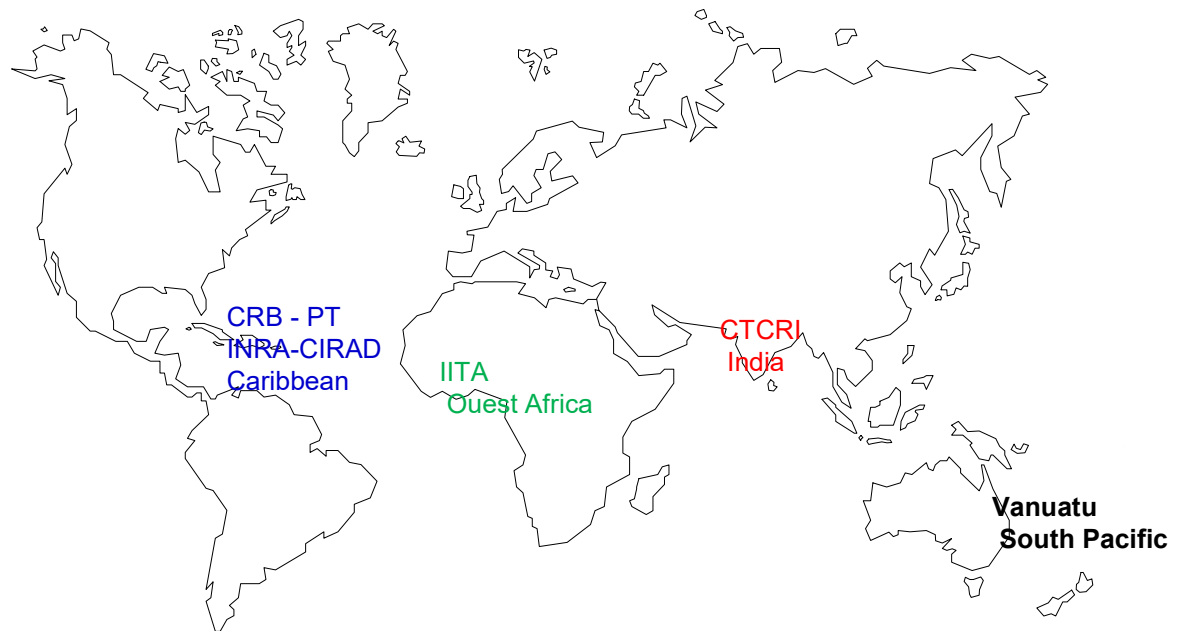 CRB - PT
INRA-CIRAD
Caribbean
IITA
Ouest Africa
CTCRI
India
Vanuatu
South Pacific